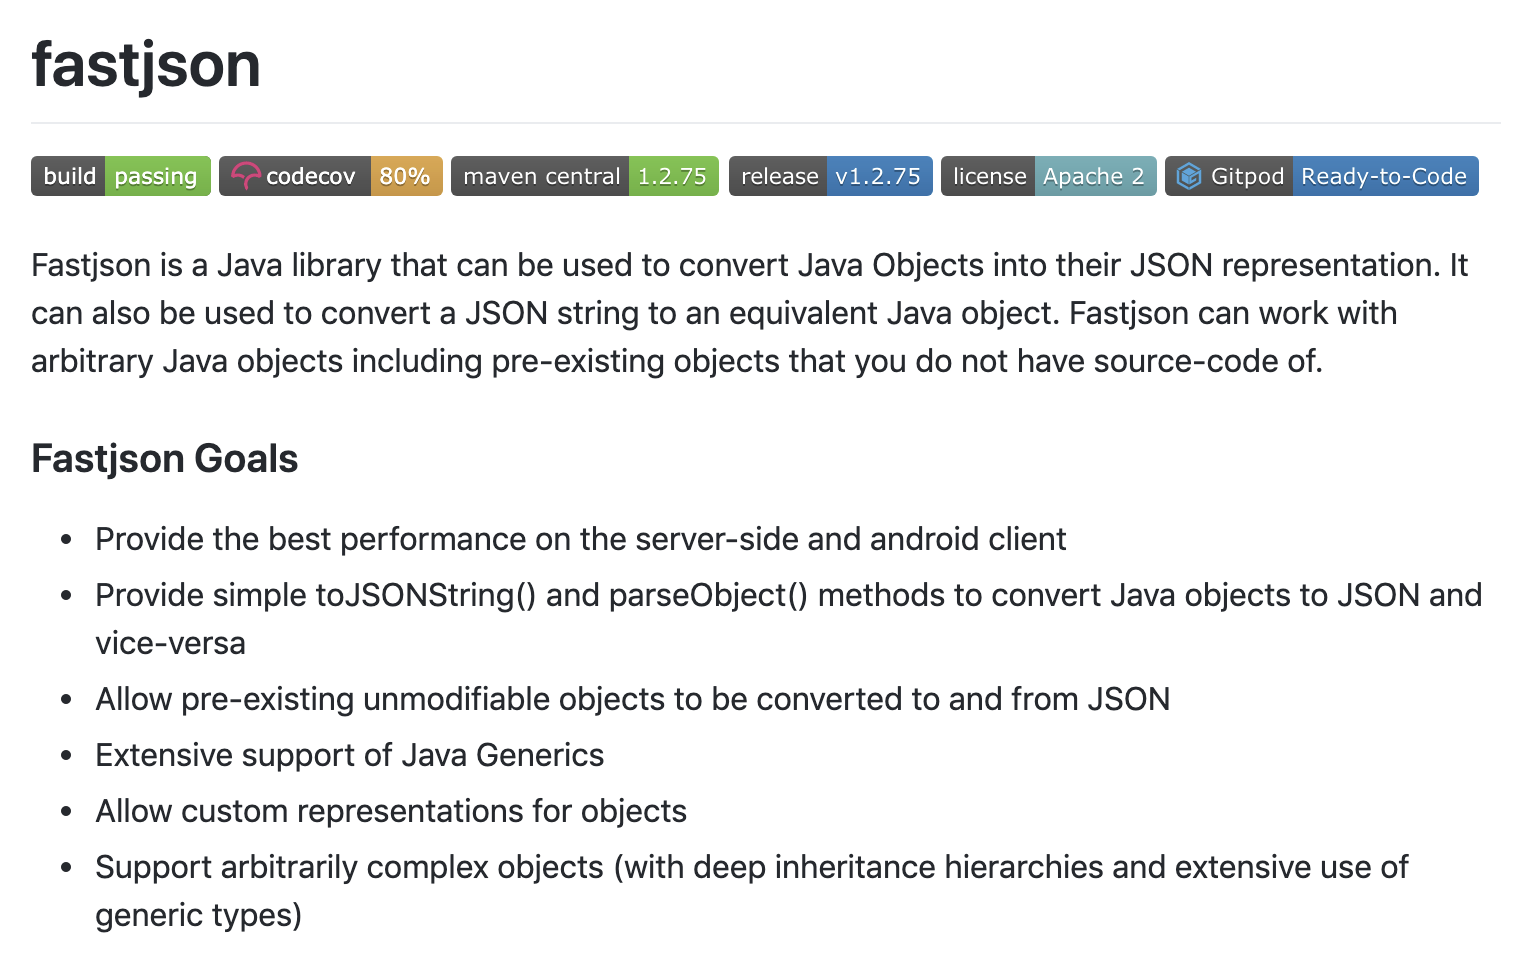 fastjson
build passing codecov 80% maven central 1.2.75 release v1.2.75 license Apache 2 Gitpod Ready-to-Code
Fastjson is a Java library that can be used to convert Java Objects into their JSON representation. It
can also be used to convert a JSON string to an equivalent Java object. Fastjson can work with
arbitrary Java objects including pre-existing objects that you do not have source-code of.
Fastjson Goals
• Provide the best performance on the server-side and android client
• Provide simple toJSONString() and parseObject() methods to convert Java objects to JSON and
vice-versa
• Allow pre-existing unmodifiable objects to be converted to and from JSON
• Extensive support of Java Generics
• Allow custom representations for objects
• Support arbitrarily complex objects (with deep inheritance hierarchies and extensive use of
generic types)